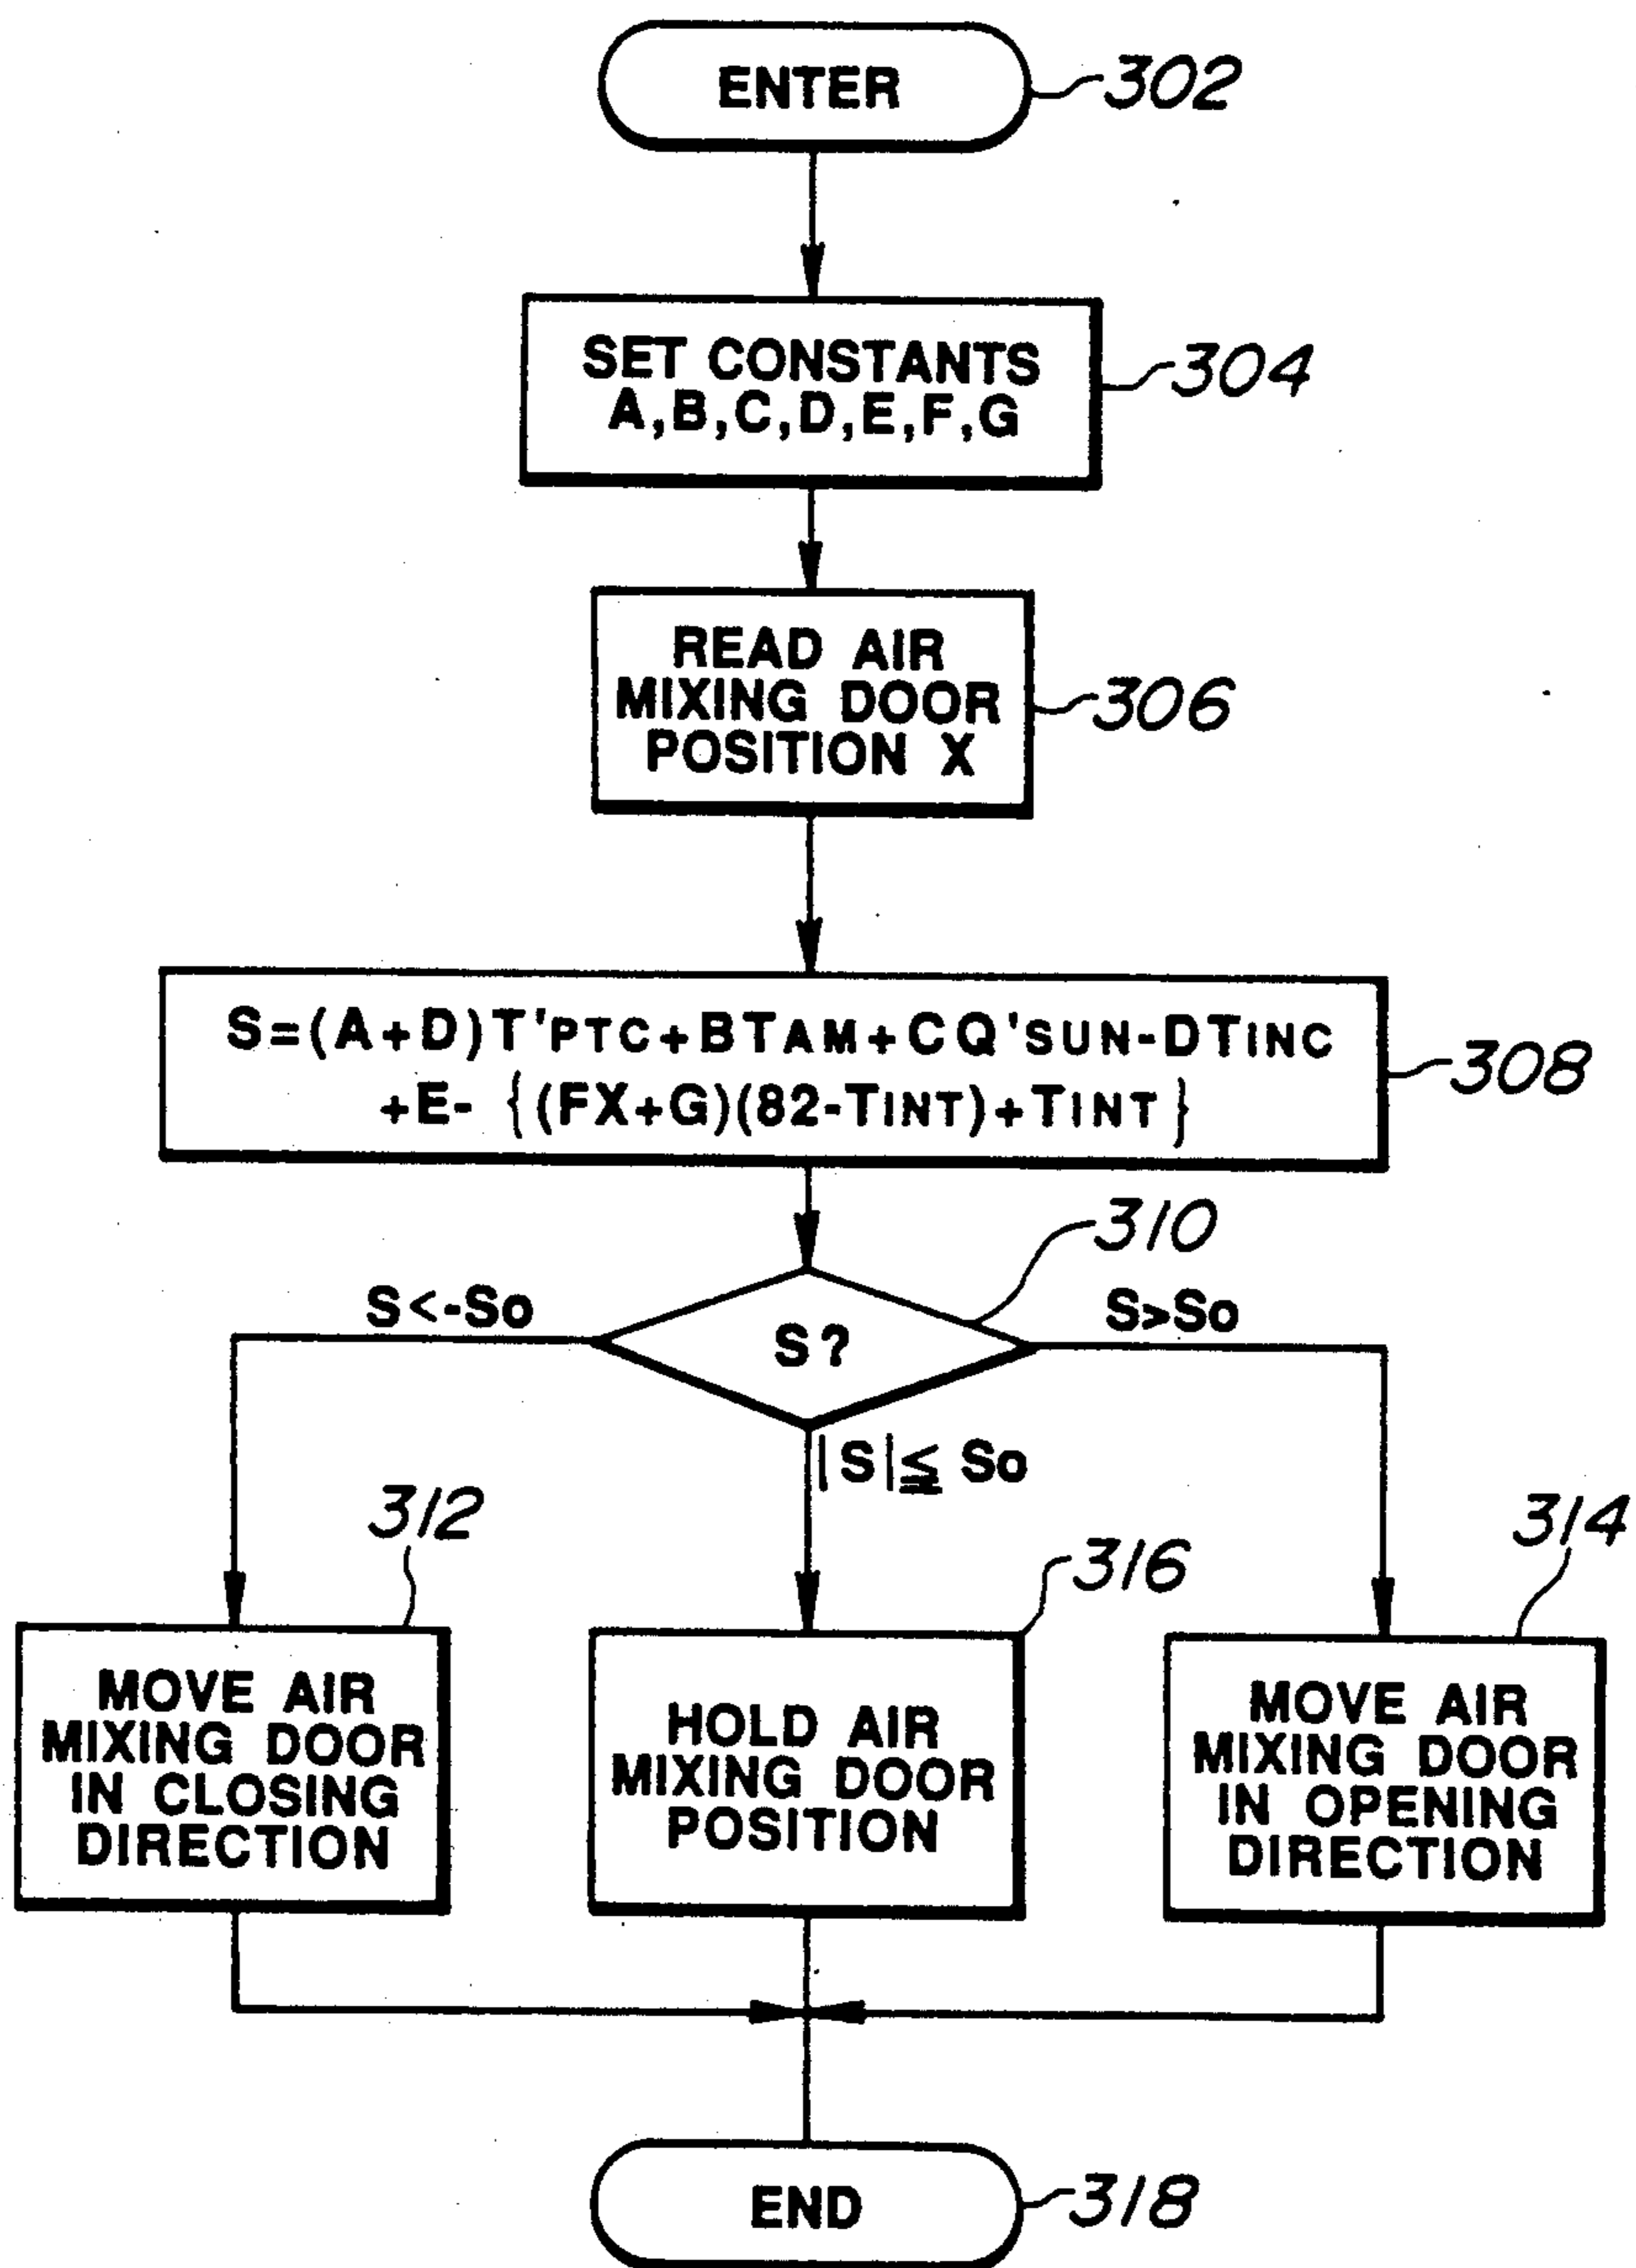 ENTER
302
SET CONSTANTS
A,B,C,D,E,F,G
304
READ AIR
MIXING DOOR
POSITION X
306
S=(A+D)T'PTC+BTAM+CQ'SUN-DTINC
+E- {(FX+G)(82-TINT)+TINT}
308
310
S<-So
S?
S>So
|S|≦ So
312
316
314
MOVE AIR
MIXING DOOR
IN CLOSING
DIRECTION
HOLD AIR
MIXING DOOR
POSITION
MOVE AIR
MIXING DOOR
IN OPENING
DIRECTION
END
318